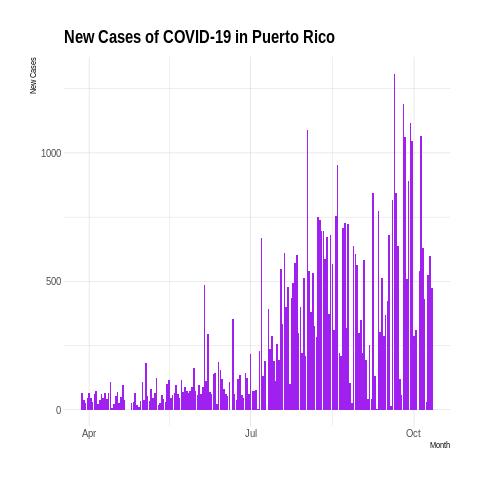 New Cases of COVID-19 in Puerto Rico
New Cases
1000
500
0
Apr
Jul
Oct
Month